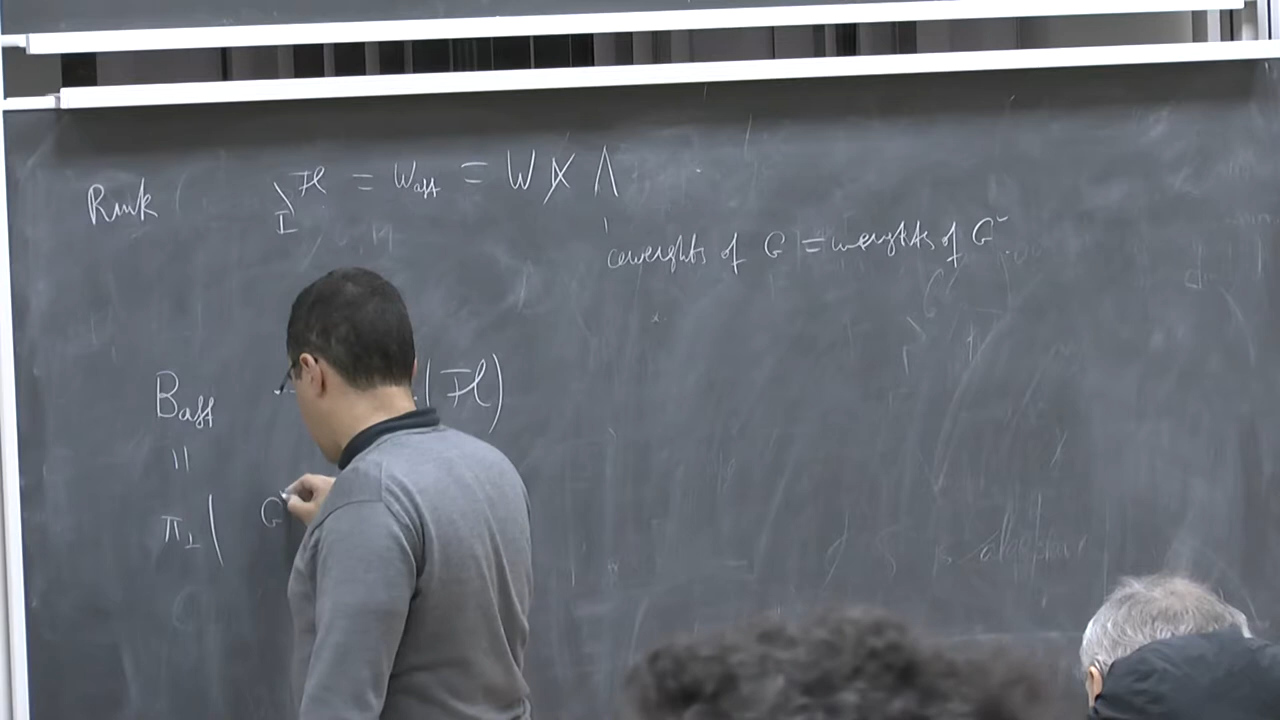 Rmk I\Fl = W_aff = W ⋉ Λ
coweights of G = weights of G^∨
B_aff (Fl)
||
π_1( G